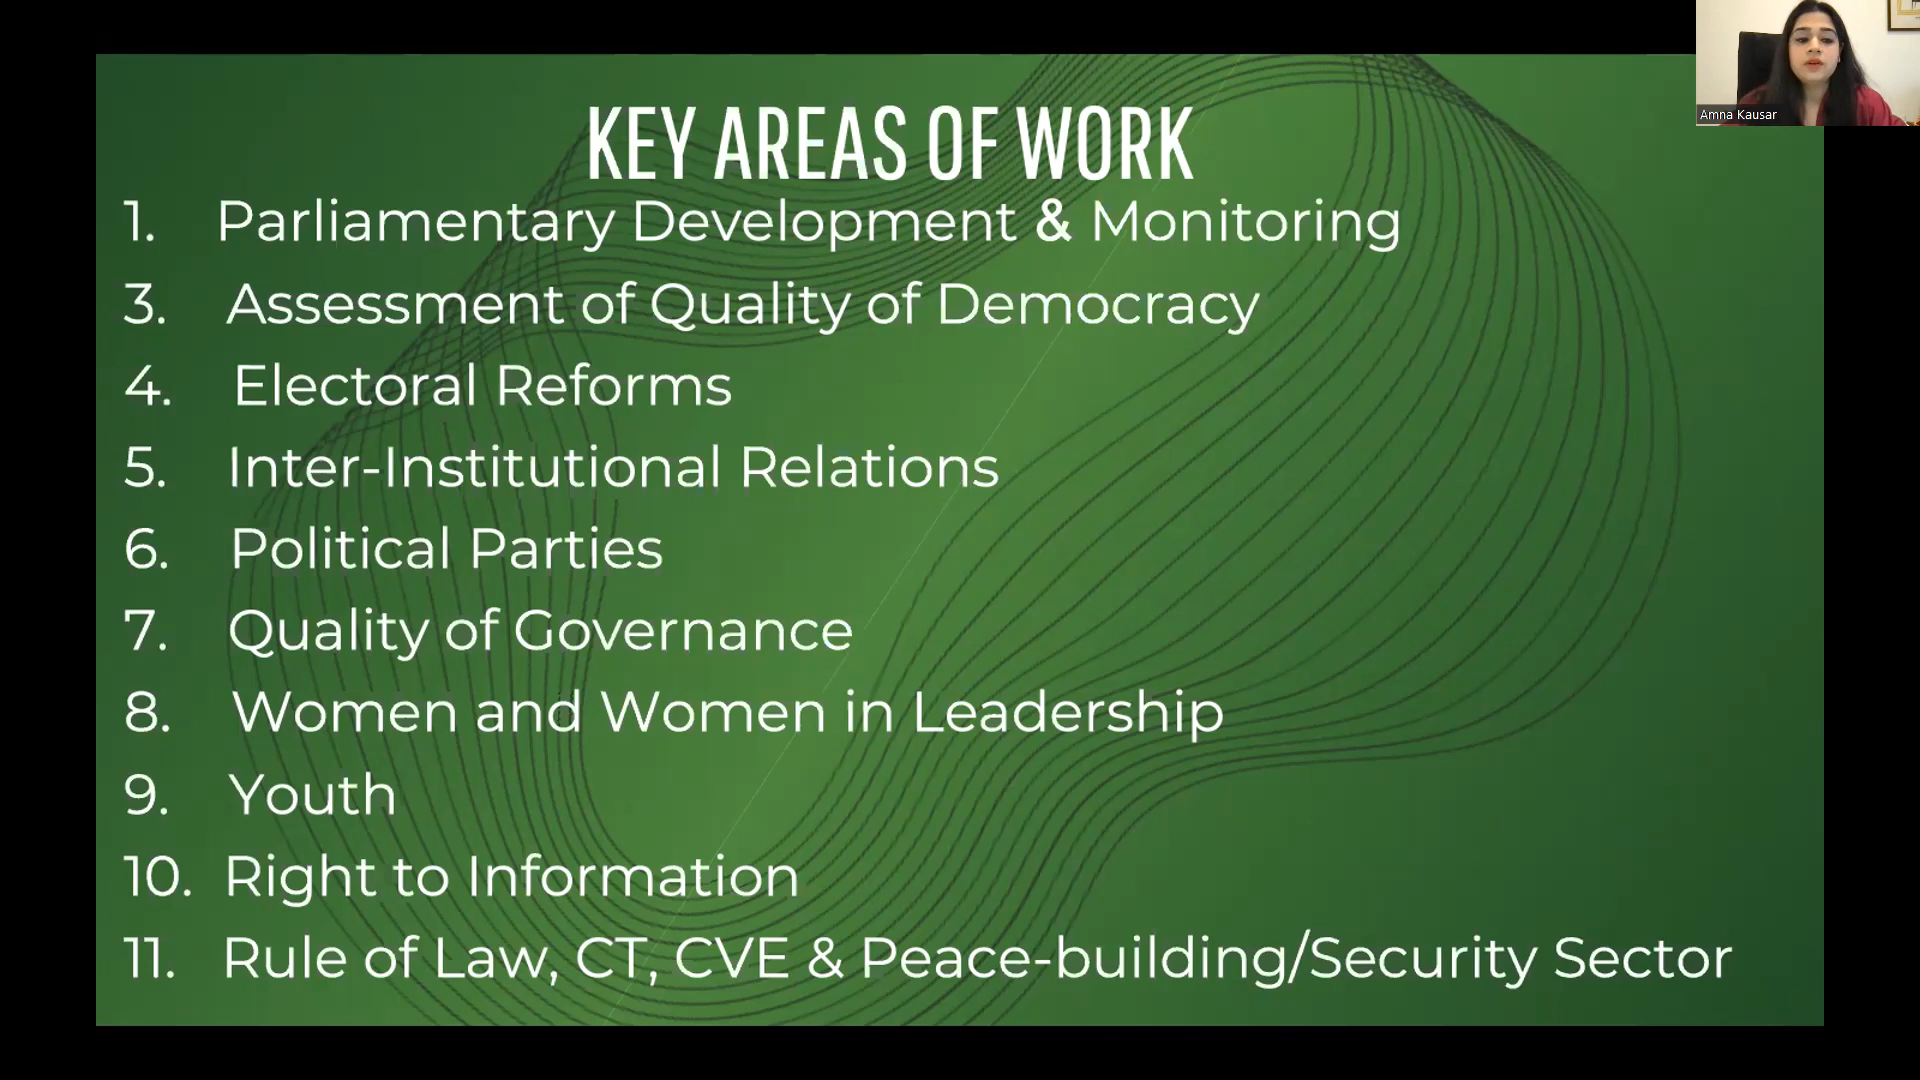 KEY AREAS OF WORK
Amna Kausar
1. Parliamentary Development & Monitoring
3. Assessment of Quality of Democracy
4. Electoral Reforms
5. Inter-Institutional Relations
6. Political Parties
7. Quality of Governance
8. Women and Women in Leadership
9. Youth
10. Right to Information
11. Rule of Law, CT, CVE & Peace-building/Security Sector